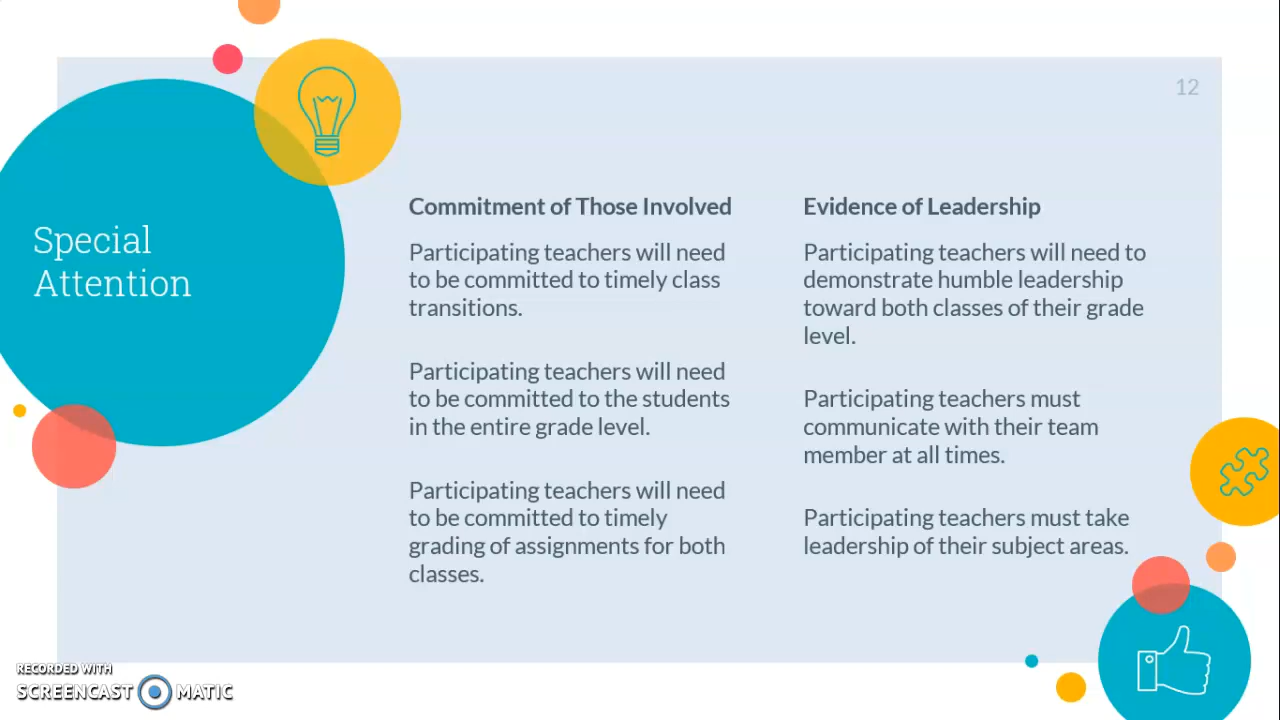 12
Special
Attention
Commitment of Those Involved
Participating teachers will need
to be committed to timely class
transitions.
Participating teachers will need
to be committed to the students
in the entire grade level.
Participating teachers will need
to be committed to timely
grading of assignments for both
classes.
Evidence of Leadership
Participating teachers will need to
demonstrate humble leadership
toward both classes of their grade
level.
Participating teachers must
communicate with their team
member at all times.
Participating teachers must take
leadership of their subject areas.
RECORDED WITH
SCREENCAST MATIC